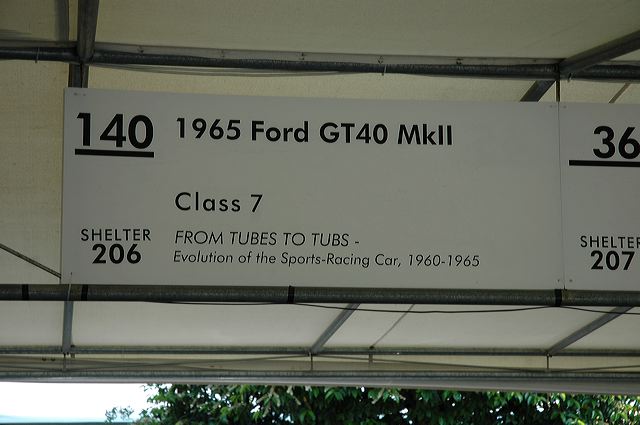 140
1965 Ford GT40 MkII
Class 7
SHELTER
206
FROM TUBES TO TUBS -
Evolution of the Sports-Racing Car, 1960-1965
36
SHELTER
207